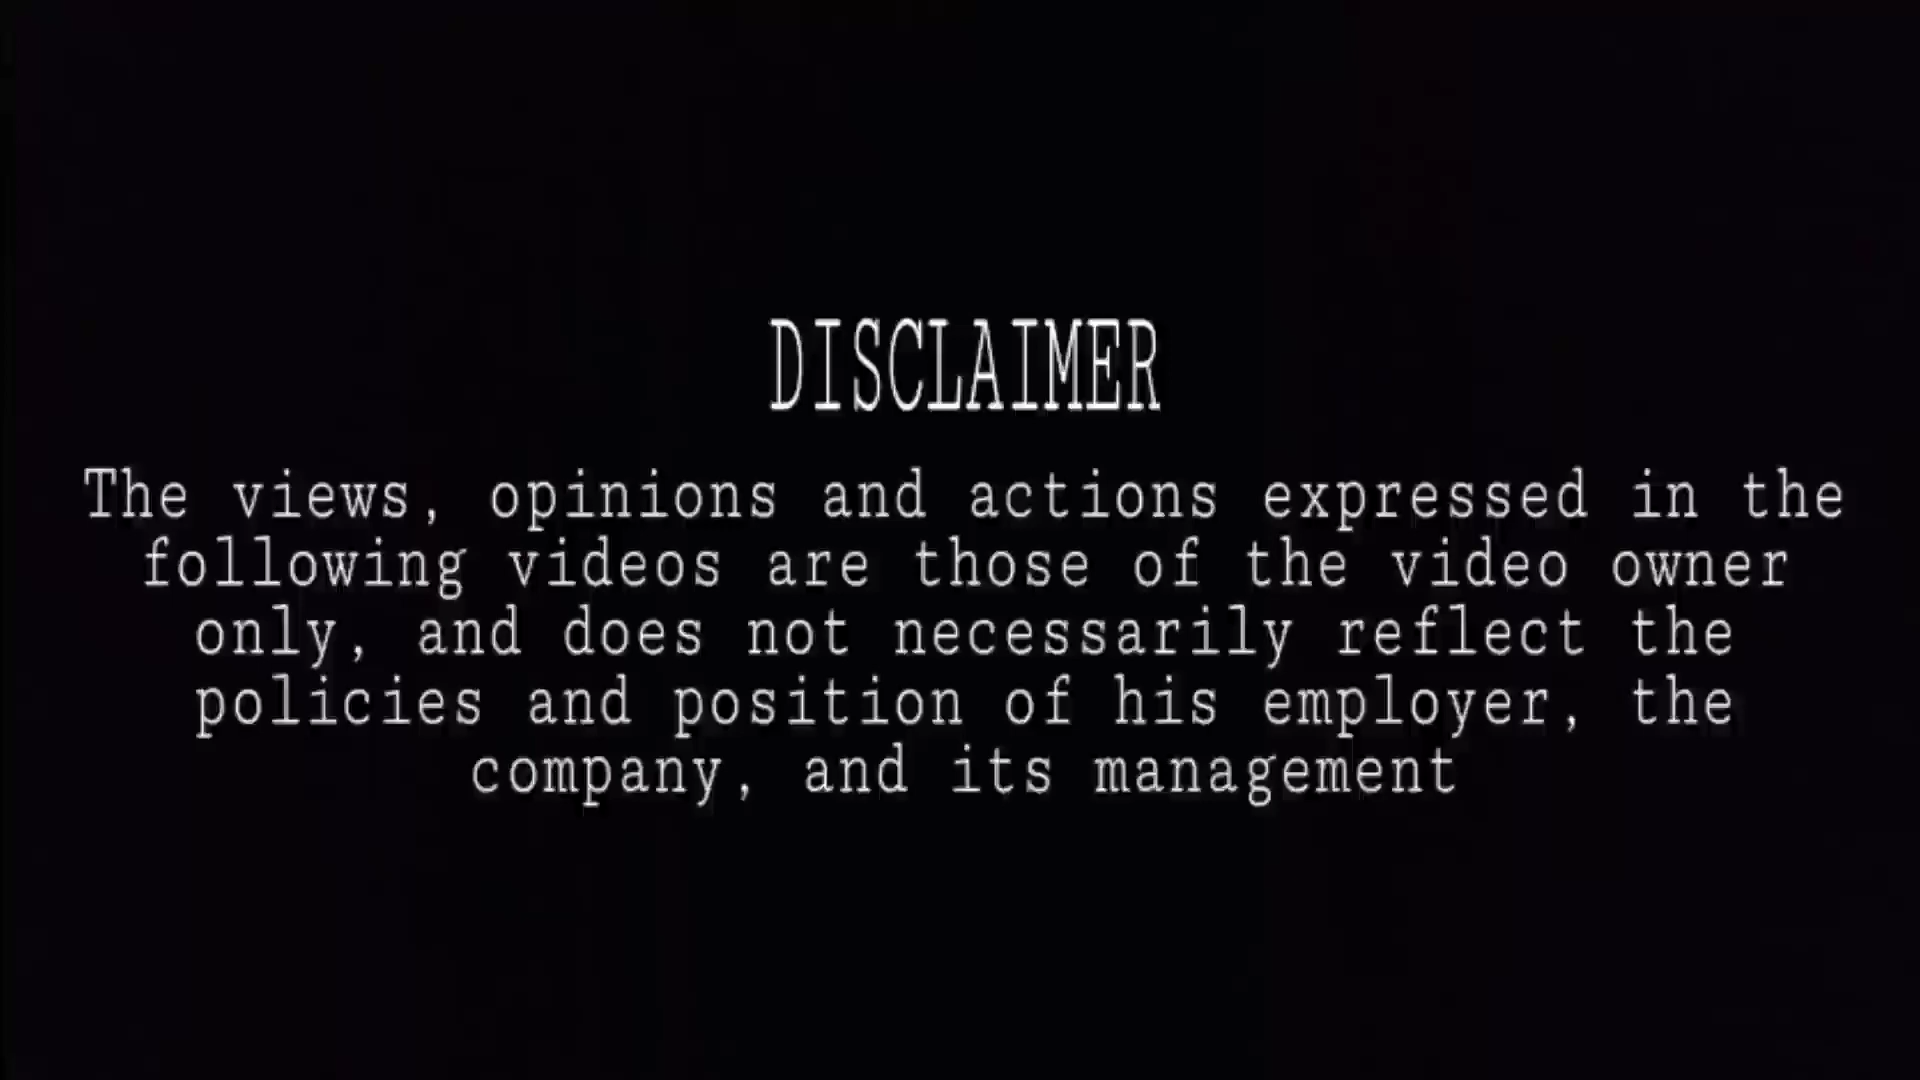 DISCLAIMER
The views, opinions and actions expressed in the
following videos are those of the video owner
only, and does not necessarily reflect the
policies and position of his employer, the
company, and its management